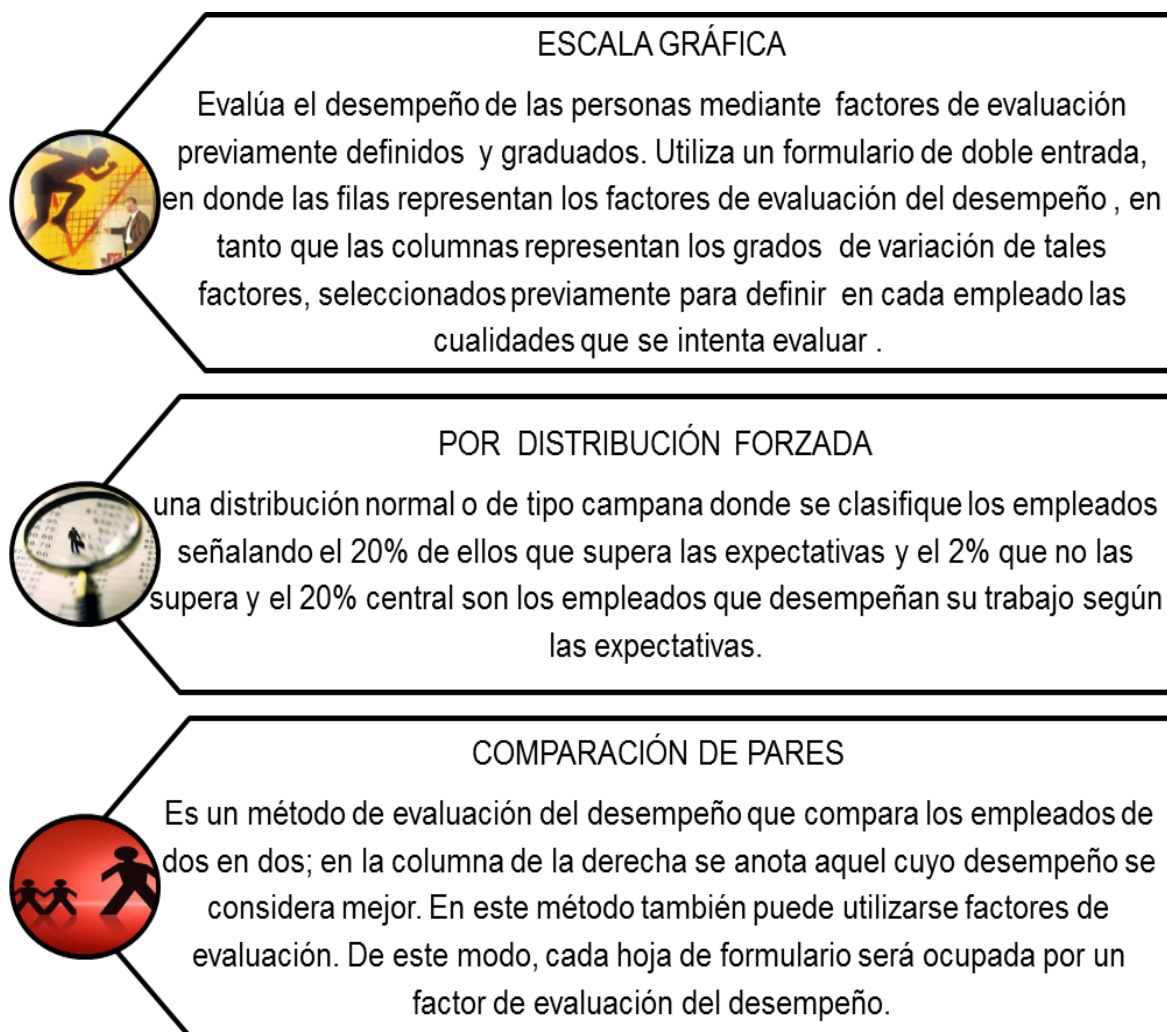 ESCALA GRÁFICA
Evalúa el desempeño de las personas mediante factores de evaluación
previamente definidos y graduados. Utiliza un formulario de doble entrada,
en donde las filas representan los factores de evaluación del desempeño , en
tanto que las columnas representan los grados de variación de tales
factores, seleccionados previamente para definir en cada empleado las
cualidades que se intenta evaluar .
POR DISTRIBUCIÓN FORZADA
una distribución normal o de tipo campana donde se clasifique los empleados
señalando el 20% de ellos que supera las expectativas y el 2% que no las
supera y el 20% central son los empleados que desempeñan su trabajo según
las expectativas.
COMPARACIÓN DE PARES
Es un método de evaluación del desempeño que compara los empleados de
dos en dos; en la columna de la derecha se anota aquel cuyo desempeño se
considera mejor. En este método también puede utilizarse factores de
evaluación. De este modo, cada hoja de formulario será ocupada por un
factor de evaluación del desempeño.